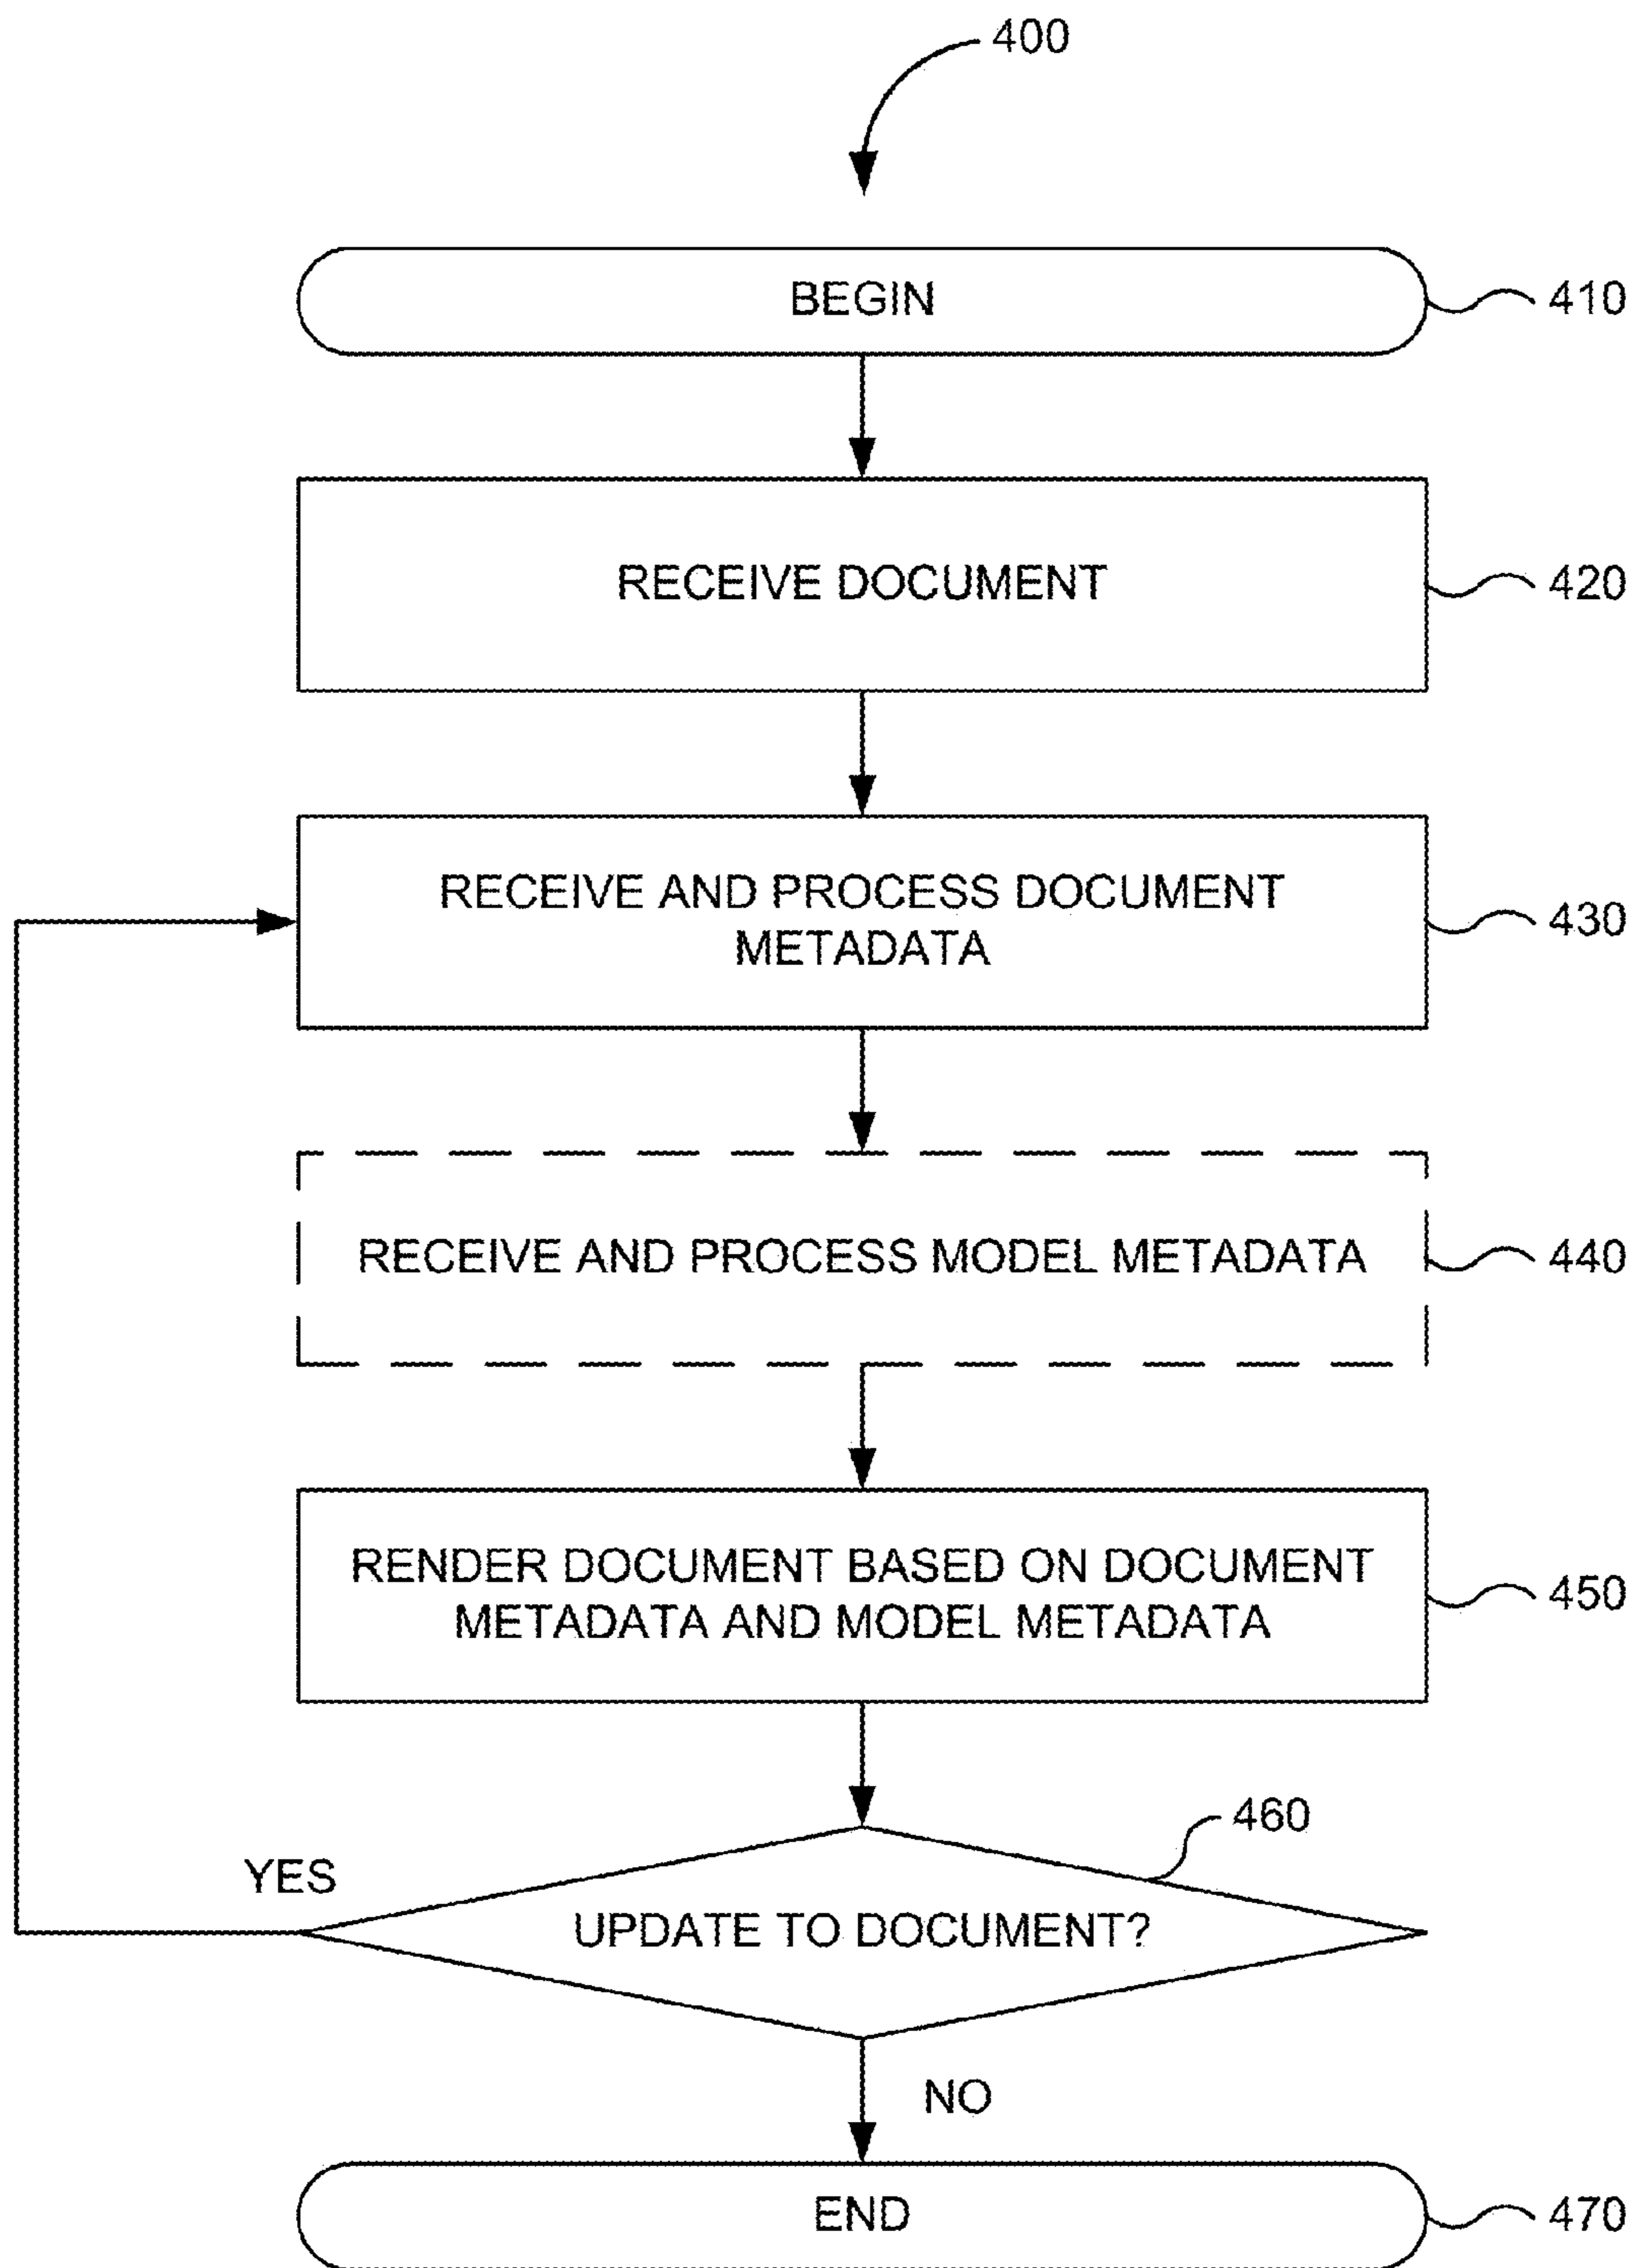 400
BEGIN
410
RECEIVE DOCUMENT
420
RECEIVE AND PROCESS DOCUMENT
METADATA
430
RECEIVE AND PROCESS MODEL METADATA
440
RENDER DOCUMENT BASED ON DOCUMENT
METADATA AND MODEL METADATA
450
460
YES
UPDATE TO DOCUMENT?
NO
END
470